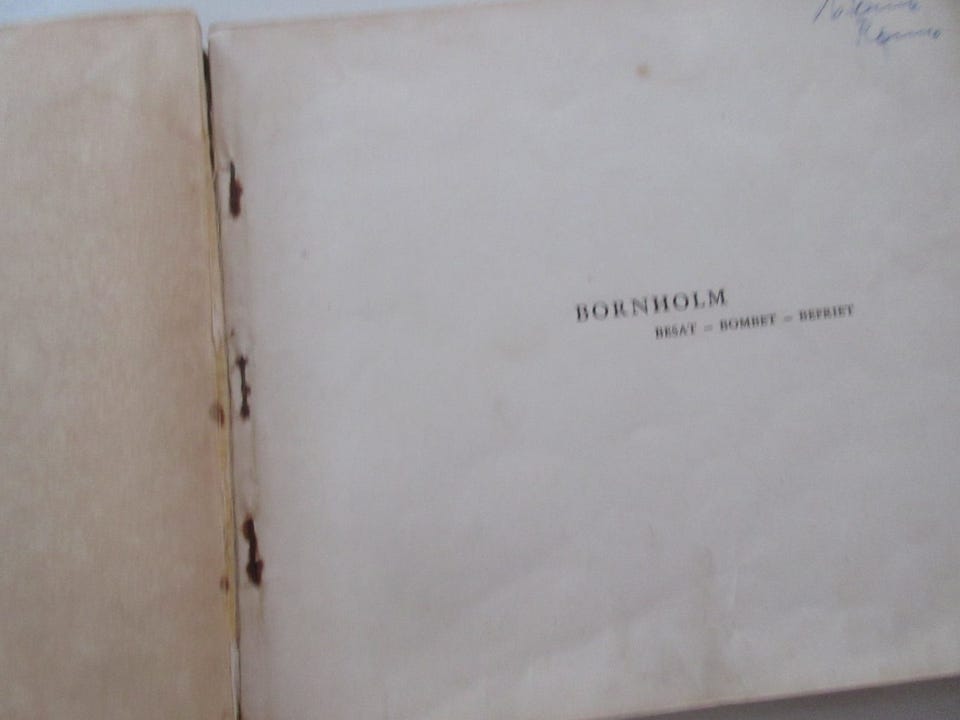 BORNHOLM
BESAT – BOMBET – BEFRIET